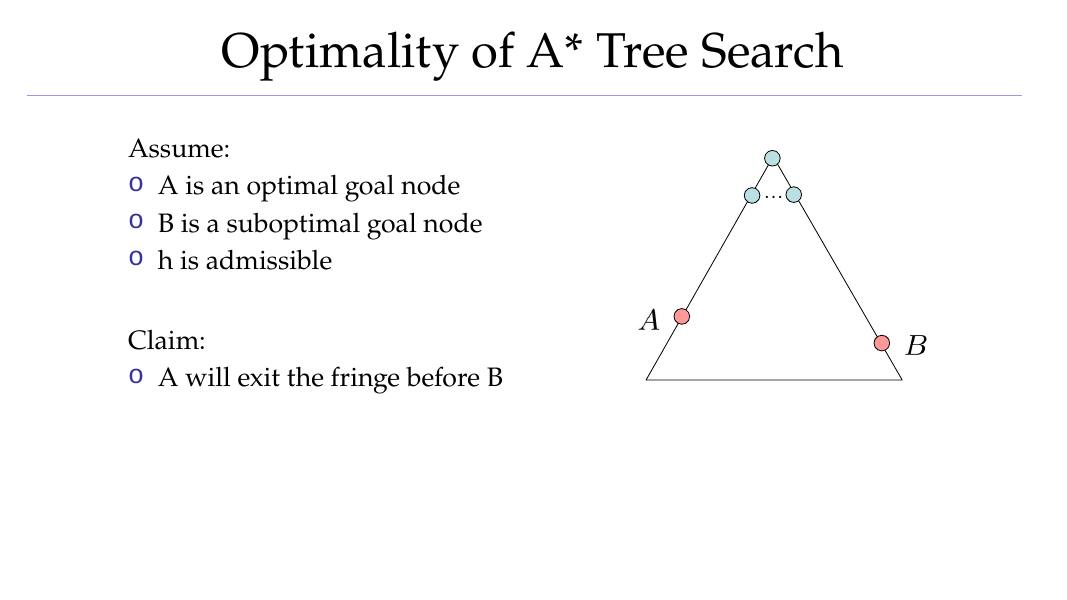 Optimality of A* Tree Search
Assume:
o A is an optimal goal node
o B is a suboptimal goal node
o h is admissible
Claim:
o A will exit the fringe before B
...
A
B